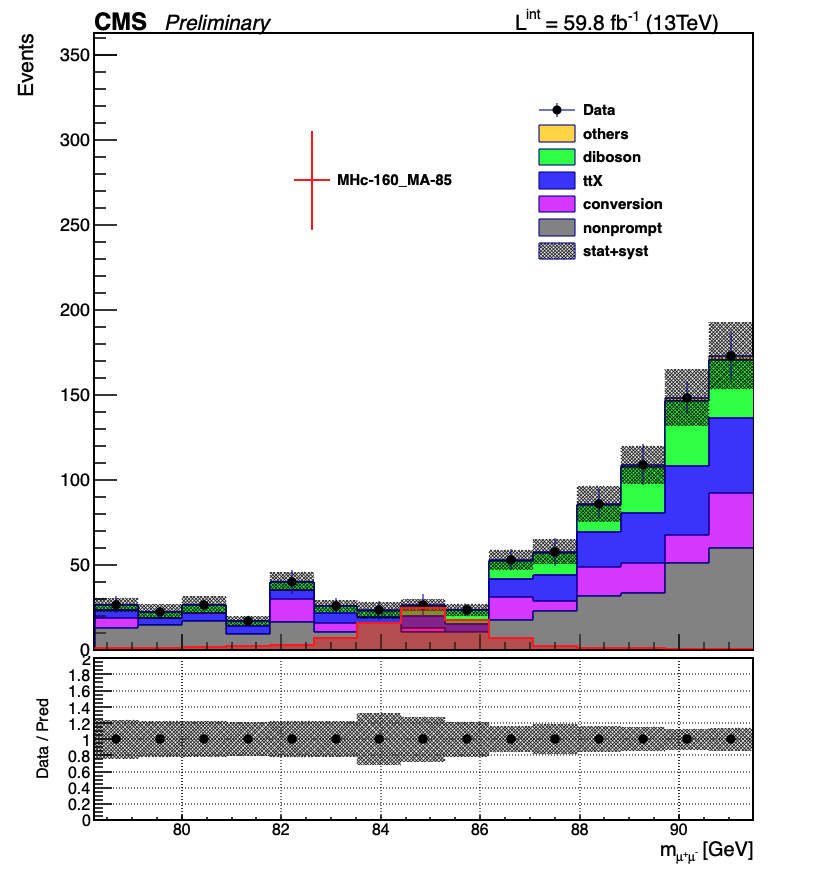 CMS Preliminary L^int = 59.8 fb^-1 (13TeV)
Events
350
300
250
200
150
100
50
0
MHc-160_MA-85
Data
others
diboson
ttX
conversion
nonprompt
stat+syst
Data / Pred
2
1.8
1.6
1.4
1.2
1
0.8
0.6
0.4
0.2
0
80 82 84 86 88 90
m_μ⁺μ⁻ [GeV]